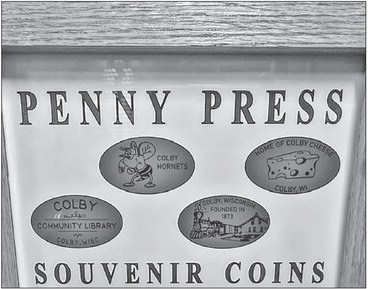 PENNY PRESS
COLBY
HORNETS
HOME OF COLBY CHEESE
COLBY, WI
COLBY
COMMUNITY LIBRARY
COLBY, WISC
COLBY, WISCONSIN
FOUNDED IN
1873
SOUVENIR COINS